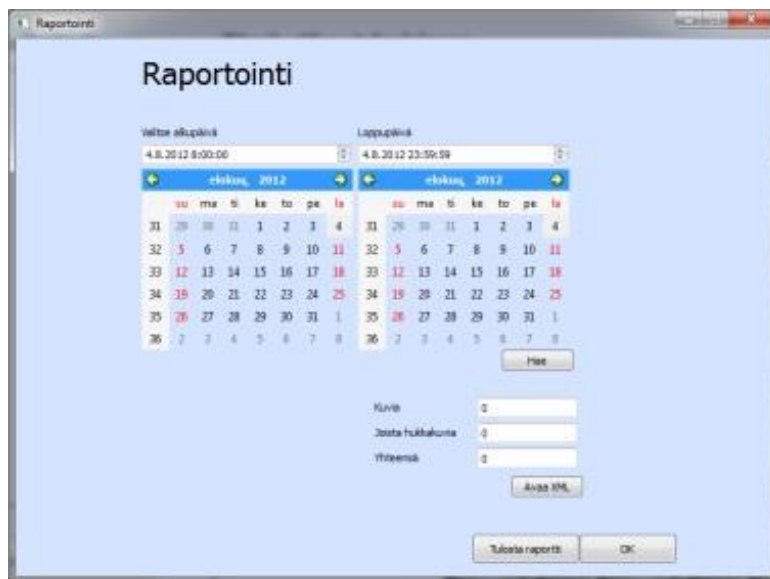 Raportointi
Raportointi
Valitse alkupäivä
Loppupäivä
4.8.2012 8:00:00
4.8.2012 23:59:59
elokuu, 2012
elokuu, 2012
su ma ti ke to pe la
su ma ti ke to pe la
31 29 30 31 1 2 3 4
31 29 30 31 1 2 3 4
32 5 6 7 8 9 10 11
32 5 6 7 8 9 10 11
33 12 13 14 15 16 17 18
33 12 13 14 15 16 17 18
34 19 20 21 22 23 24 25
34 19 20 21 22 23 24 25
35 26 27 28 29 30 31 1
35 26 27 28 29 30 31 1
36 2 3 4 5 6 7 8
36 2 3 4 5 6 7 8
Hae
Kuvia 0
Joista hukkakuvia 0
Yhteensä 0
Avaa XML
Tulosta raportti
OK